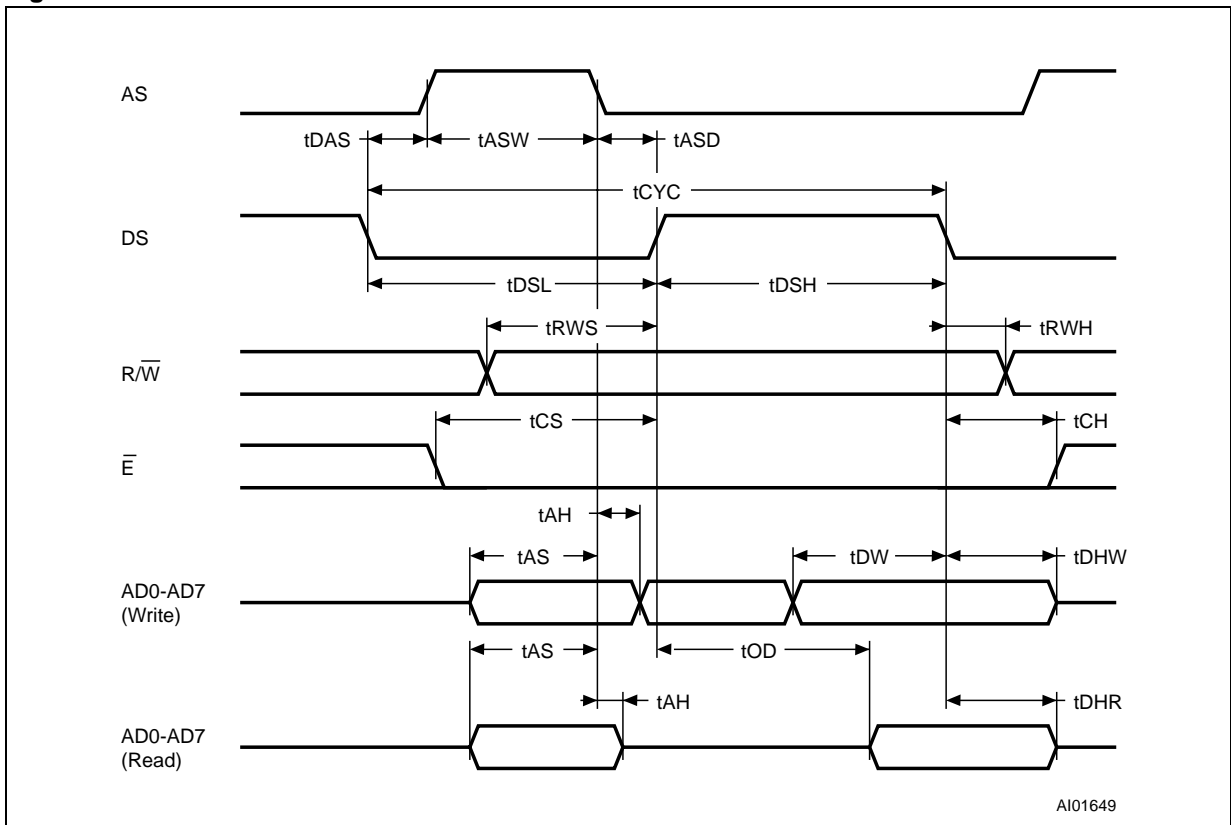 AS
tDAS
tASW
tASD
tCYC
DS
tDSL
tDSH
tRWS
tRWH
R/W̅
tCS
tCH
E̅
tAH
tAS
tDW
tDHW
AD0-AD7
(Write)
tAS
tOD
tAH
tDHR
AD0-AD7
(Read)
AI01649